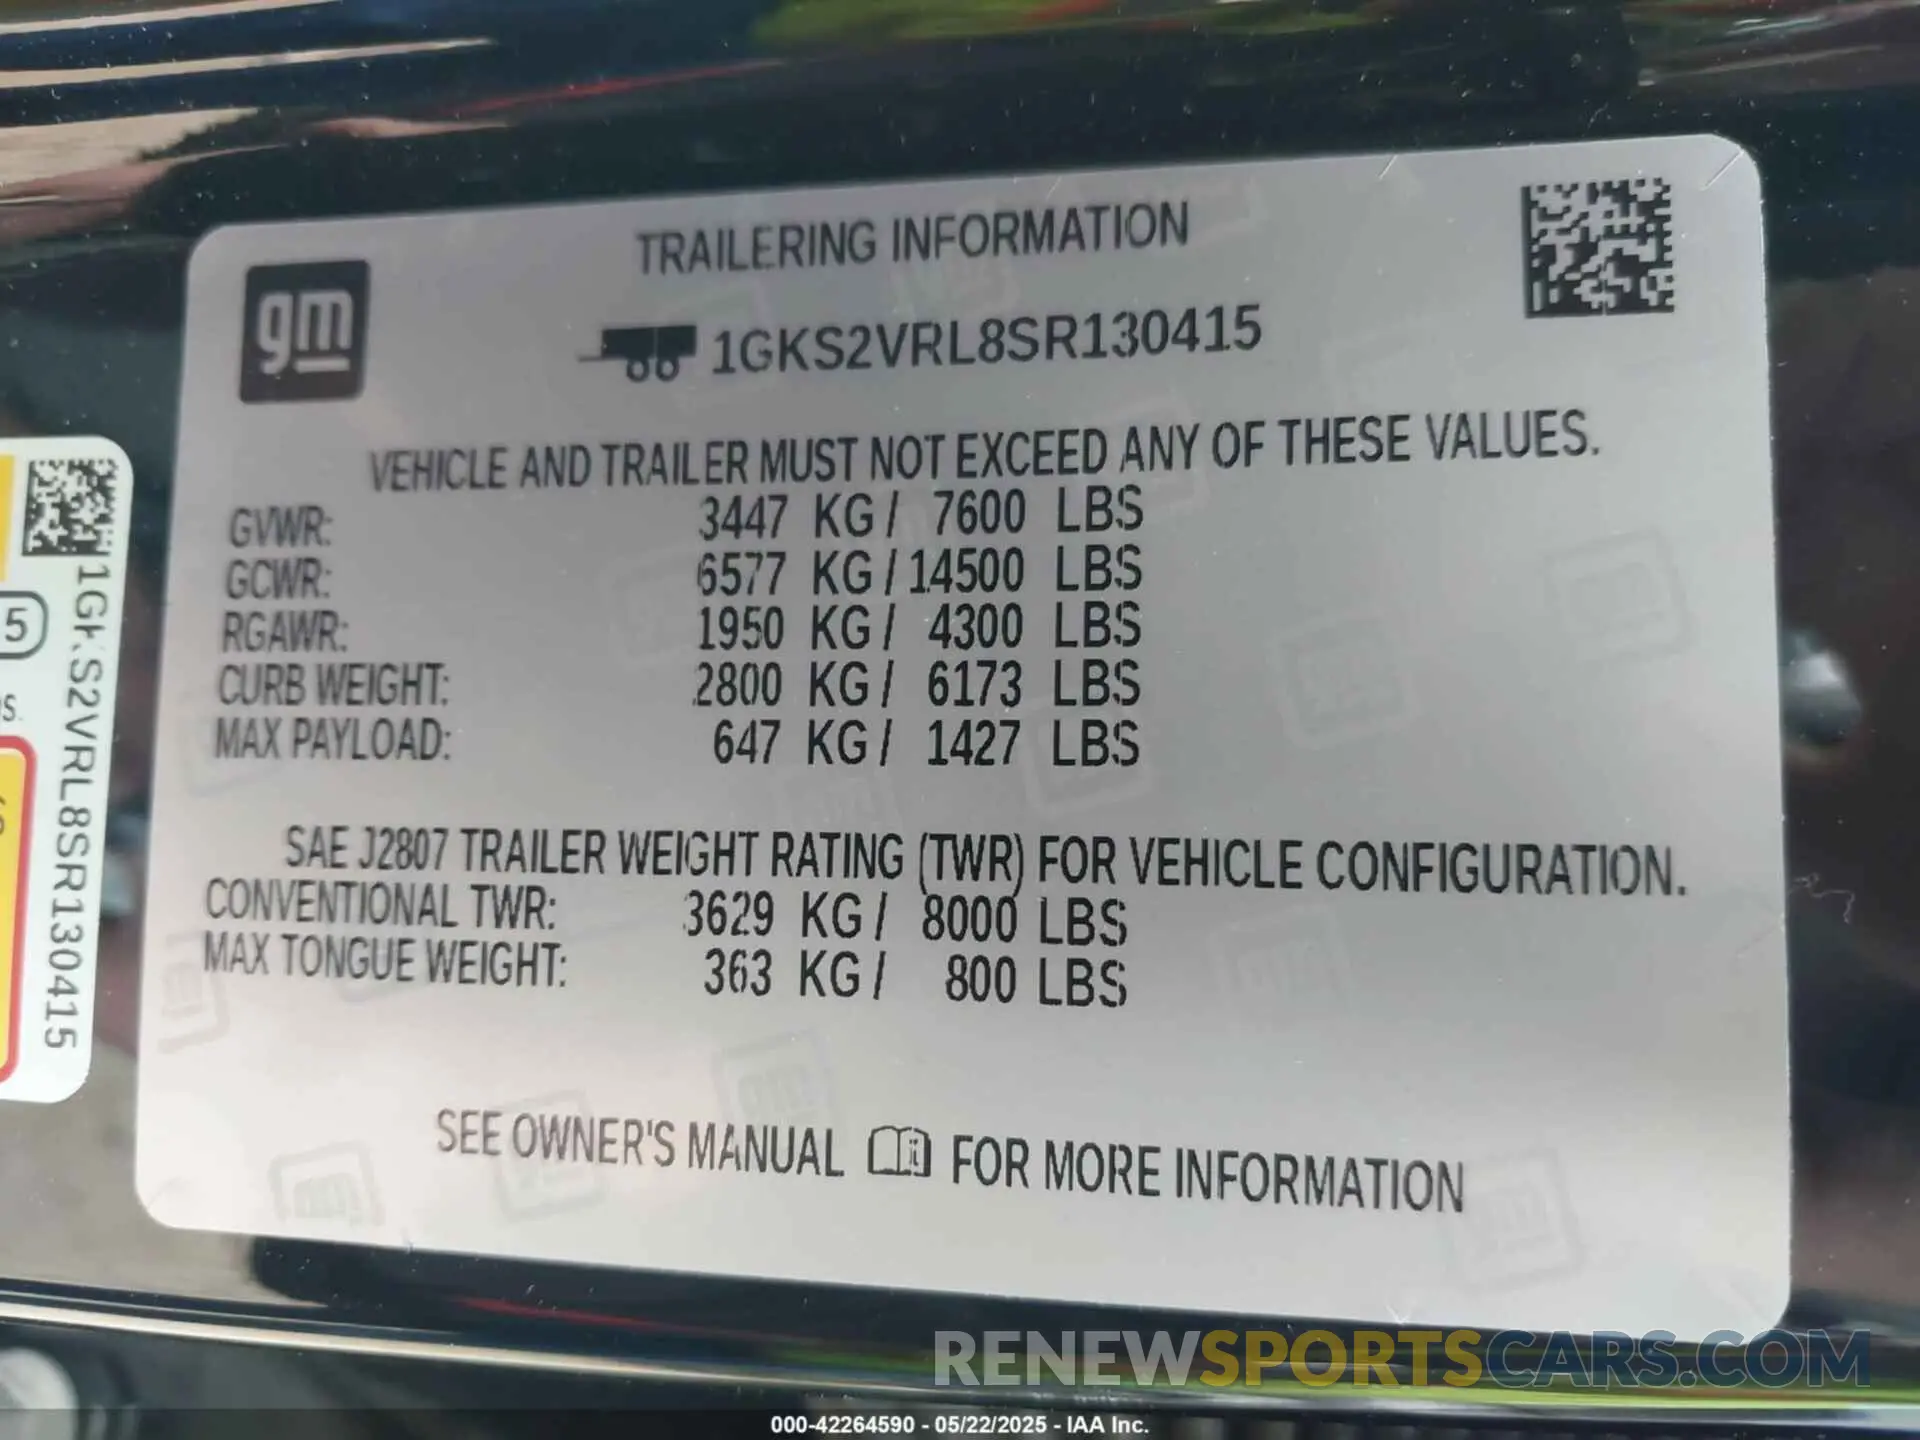 gm
TRAILERING INFORMATION
1GKS2VRL8SR130415
VEHICLE AND TRAILER MUST NOT EXCEED ANY OF THESE VALUES.
GVWR: 3447 KG / 7600 LBS
GCWR: 6577 KG / 14500 LBS
RGAWR: 1950 KG / 4300 LBS
CURB WEIGHT: 2800 KG / 6173 LBS
MAX PAYLOAD: 647 KG / 1427 LBS
SAE J2807 TRAILER WEIGHT RATING (TWR) FOR VEHICLE CONFIGURATION.
CONVENTIONAL TWR: 3629 KG / 8000 LBS
MAX TONGUE WEIGHT: 363 KG / 800 LBS
SEE OWNER'S MANUAL FOR MORE INFORMATION
5
1GKS2VRL8SR130415
RENEWSPORTSCARS.COM
000-42264590 - 05/22/2025 - IAA Inc.